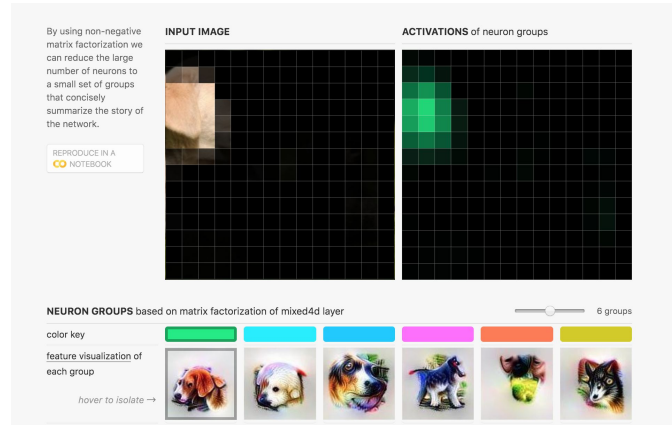 By using non-negative
matrix factorization we
can reduce the large
number of neurons to
a small set of groups
that concisely
summarize the story of
the network.
REPRODUCE IN A
NOTEBOOK
INPUT IMAGE
ACTIVATIONS of neuron groups
NEURON GROUPS based on matrix factorization of mixed4d layer
6 groups
color key
feature visualization of
each group
hover to isolate →